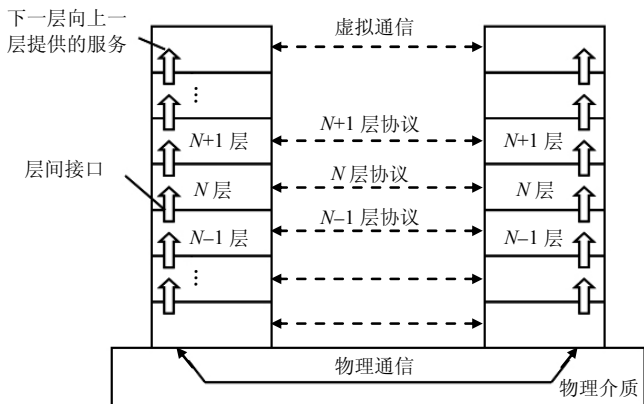 下一层向上一
层提供的服务
虚拟通信
⋮
N+1 层
N+1 层协议
N+1 层
层间接口
N 层
N 层协议
N 层
N–1 层
N–1 层协议
N–1 层
⋮
物理通信
物理介质